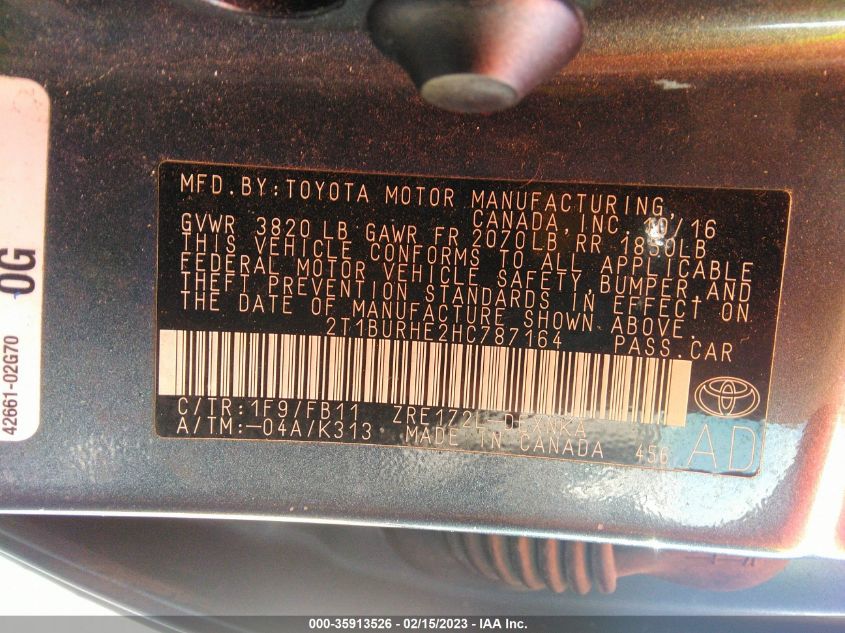 MFD.BY:TOYOTA MOTOR MANUFACTURING,
CANADA, INC. 10/16
GVWR 3820 LB GAWR FR 2070LB RR 1850LB
THIS VEHICLE CONFORMS TO ALL APPLICABLE
FEDERAL MOTOR VEHICLE SAFETY, BUMPER AND
THEFT PREVENTION STANDARDS IN EFFECT ON
THE DATE OF MANUFACTURE SHOWN ABOVE.
2T1BURHE2HC787164 PASS.CAR
C/TR:1F9/FB11
A/TM:-04A/K313 MADE IN CANADA 456 AD
42661-02G70
0G
000-35913526 - 02/15/2023 - IAA Inc.